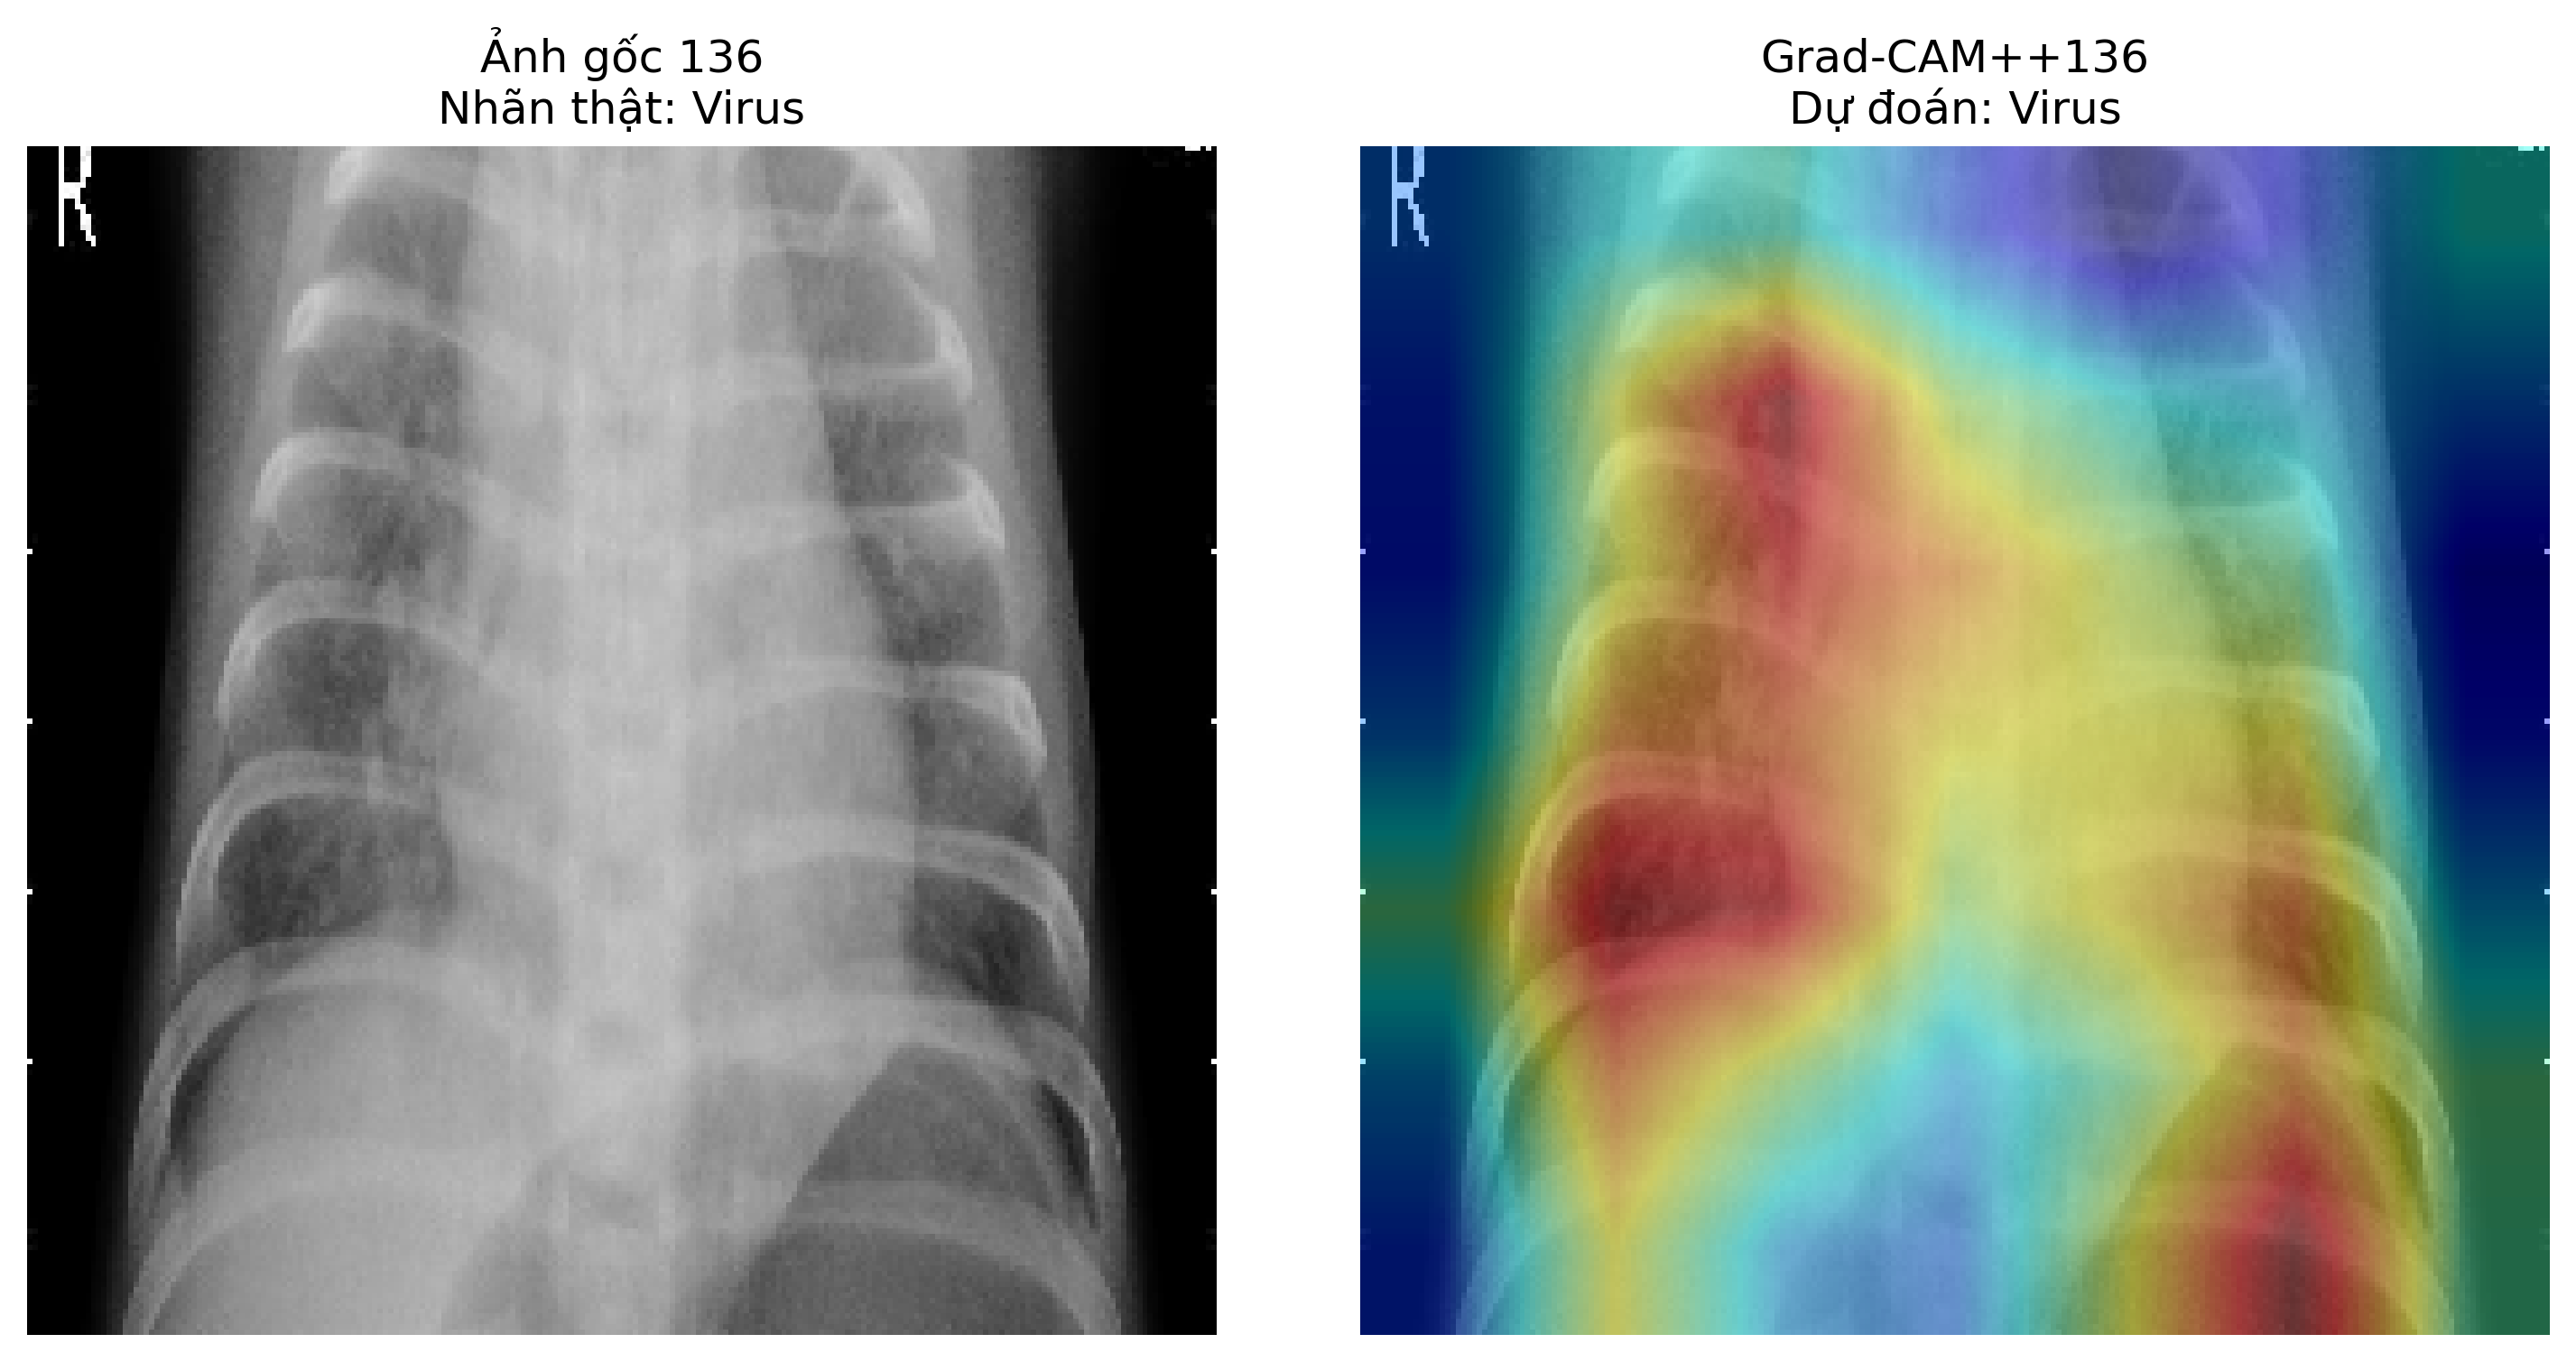 Ảnh gốc 136
Nhãn thật: Virus
Grad-CAM++136
Dự đoán: Virus
R
R